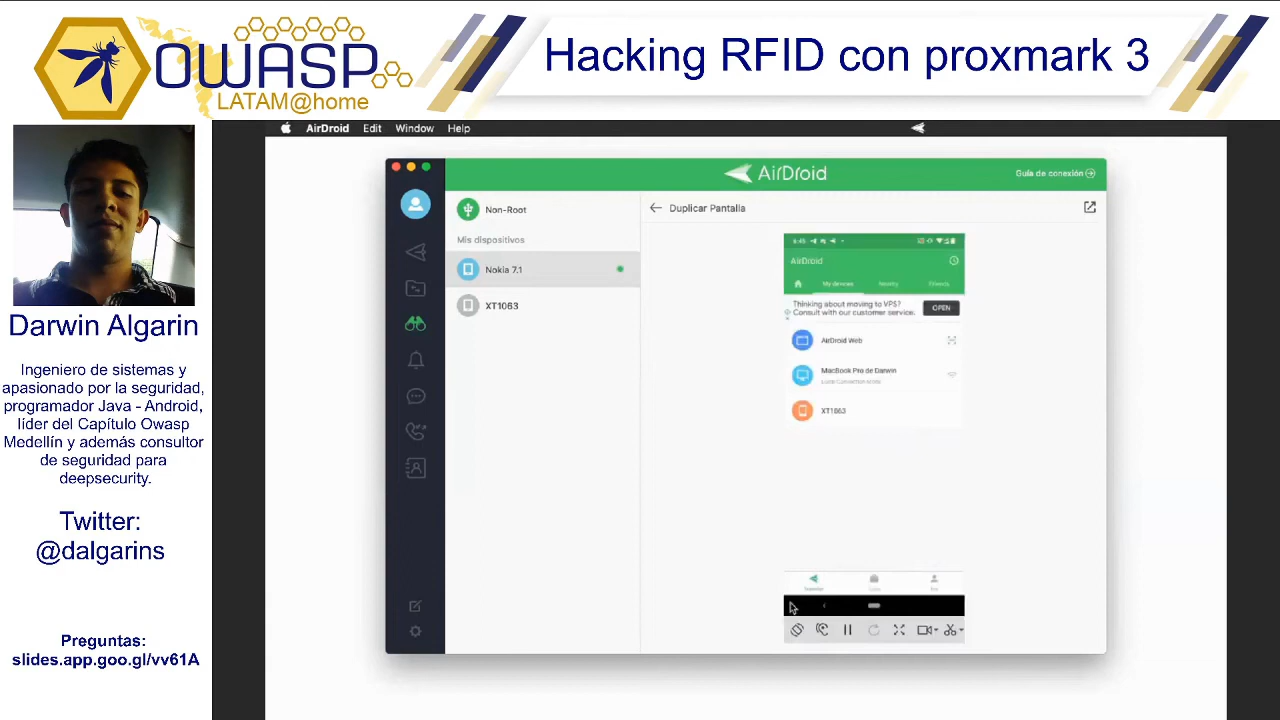 OWASP
LATAM@home
Hacking RFID con proxmark 3
Darwin Algarin
Ingeniero de sistemas y
apasionado por la seguridad,
programador Java - Android,
líder del Capítulo Owasp
Medellín y además consultor
de seguridad para
deepsecurity.
Twitter:
@dalgarins
Preguntas:
slides.app.goo.gl/vv61A
AirDroid Edit Window Help
AirDroid
Guía de conexión
Non-Root
Mis dispositivos
Nokia 7.1
XT1063
Duplicar Pantalla
AirDroid
My devices Nearby Friends
Thinking about moving to VPS?
Consult with our customer service.
OPEN
AirDroid Web
MacBook Pro de Darwin
XT1063